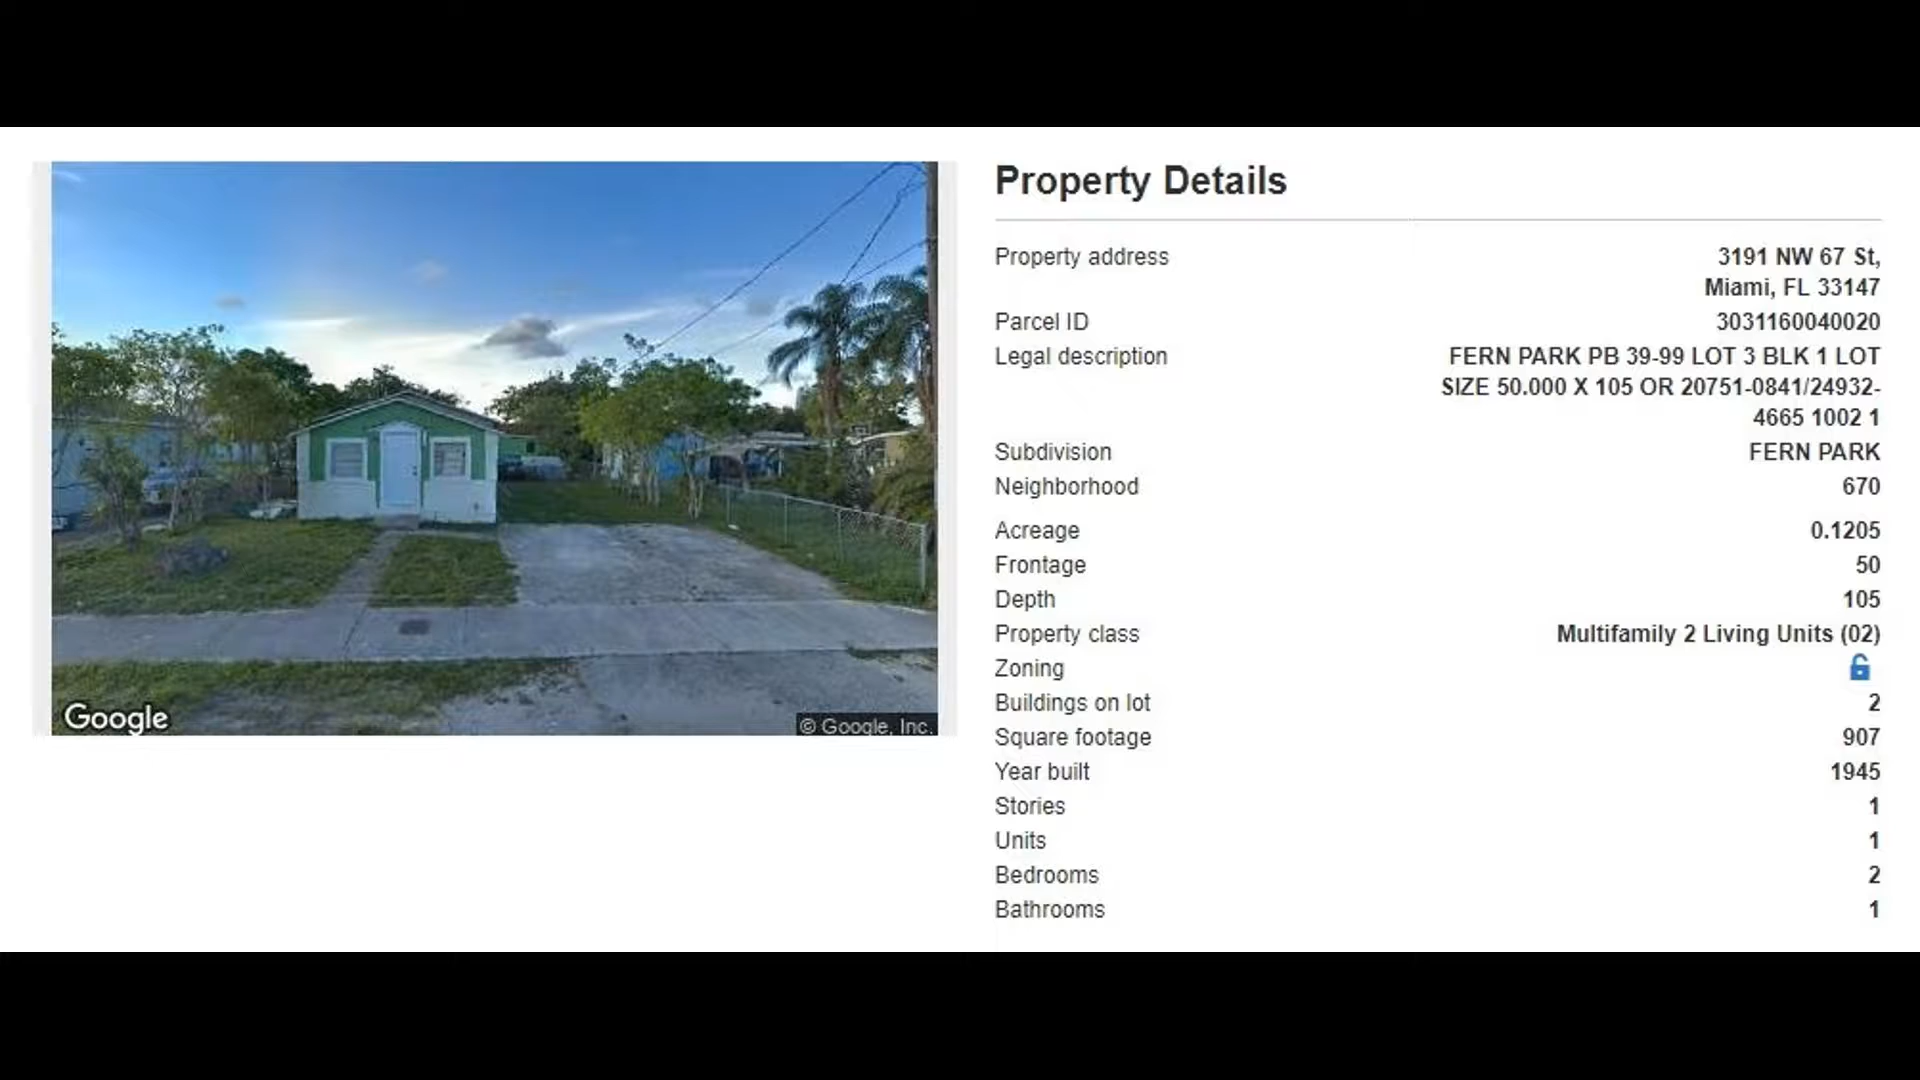 Property Details
Property address 3191 NW 67 St,
Miami, FL 33147
Parcel ID 3031160040020
Legal description FERN PARK PB 39-99 LOT 3 BLK 1 LOT
SIZE 50.000 X 105 OR 20751-0841/24932-
4665 1002 1
Subdivision FERN PARK
Neighborhood 670
Acreage 0.1205
Frontage 50
Depth 105
Property class Multifamily 2 Living Units (02)
Zoning
Buildings on lot 2
Square footage 907
Year built 1945
Stories 1
Units 1
Bedrooms 2
Bathrooms 1
Google
© Google, Inc.